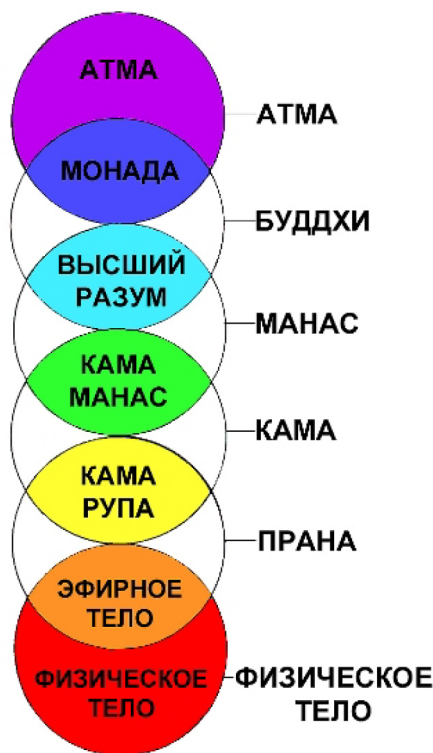 АТМА
АТМА
МОНАДА
БУДДХИ
ВЫСШИЙ
РАЗУМ
МАНАС
КАМА
МАНАС
КАМА
КАМА
РУПА
ПРАНА
ЭФИРНОЕ
ТЕЛО
ФИЗИЧЕСКОЕ
ТЕЛО
ФИЗИЧЕСКОЕ
ТЕЛО